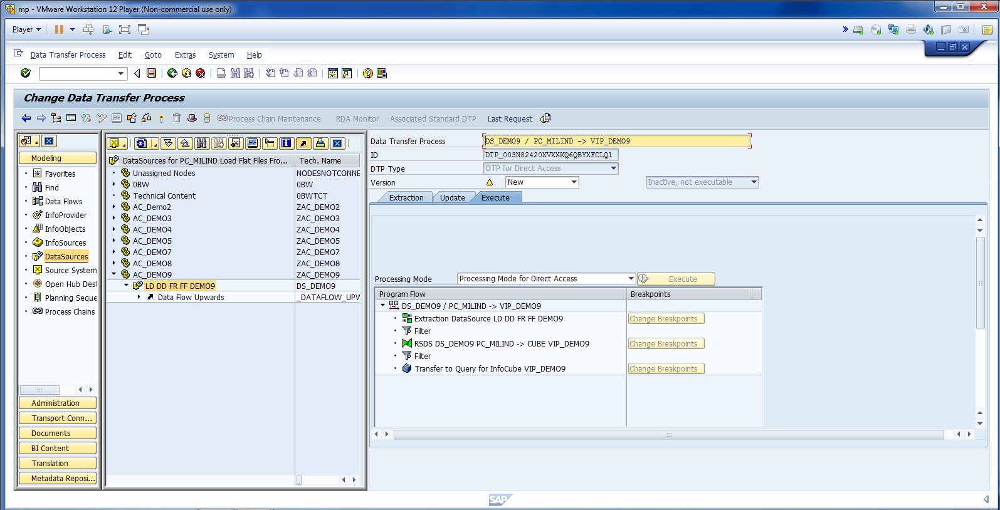 mp - VMware Workstation 12 Player (Non-commercial use only)
Player
Data Transfer Process Edit Goto Extras System Help
Change Data Transfer Process
Process Chain Maintenance RDA Monitor Associated Standard DTP Last Request
Modeling
Favorites
Find
Data Flows
InfoProvider
InfoObjects
InfoSources
DataSources
Source System
Open Hub Dest
Planning Seque
Process Chains
Administration
Transport Conn...
Documents
BI Content
Translation
Metadata Reposi...
DataSources for PC_MILIND Load Flat Files Fro... Tech. Name
Unassigned Nodes NODESNOTCONNE
0BW 0BW
Technical Content 0BWTCT
AC_Demo2 ZAC_DEMO2
AC_DEMO3 ZAC_DEMO3
AC_DEMO4 ZAC_DEMO4
AC_DEMO5 ZAC_DEMO5
AC_DEMO7 ZAC_DEMO7
AC_DEMO8 ZAC_DEMO8
AC_DEMO9 ZAC_DEMO9
LD DD FR FF DEMO9 DS_DEMO9
Data Flow Upwards _DATAFLOW_UPW
Data Transfer Process DS_DEMO9 / PC_MILIND -> VIP_DEMO9
ID DTP_003N82420XVXXKQ6QBYXFCLQ1
DTP Type DTP for Direct Access
Version New Inactive, not executable
Extraction Update Execute
Processing Mode Processing Mode for Direct Access Execute
Program Flow Breakpoints
DS_DEMO9 / PC_MILIND -> VIP_DEMO9
Extraction DataSource LD DD FR FF DEMO9 Change Breakpoints
Filter
RSDS DS_DEMO9 PC_MILIND -> CUBE VIP_DEMO9 Change Breakpoints
Filter
Transfer to Query for InfoCube VIP_DEMO9 Change Breakpoints
SAP